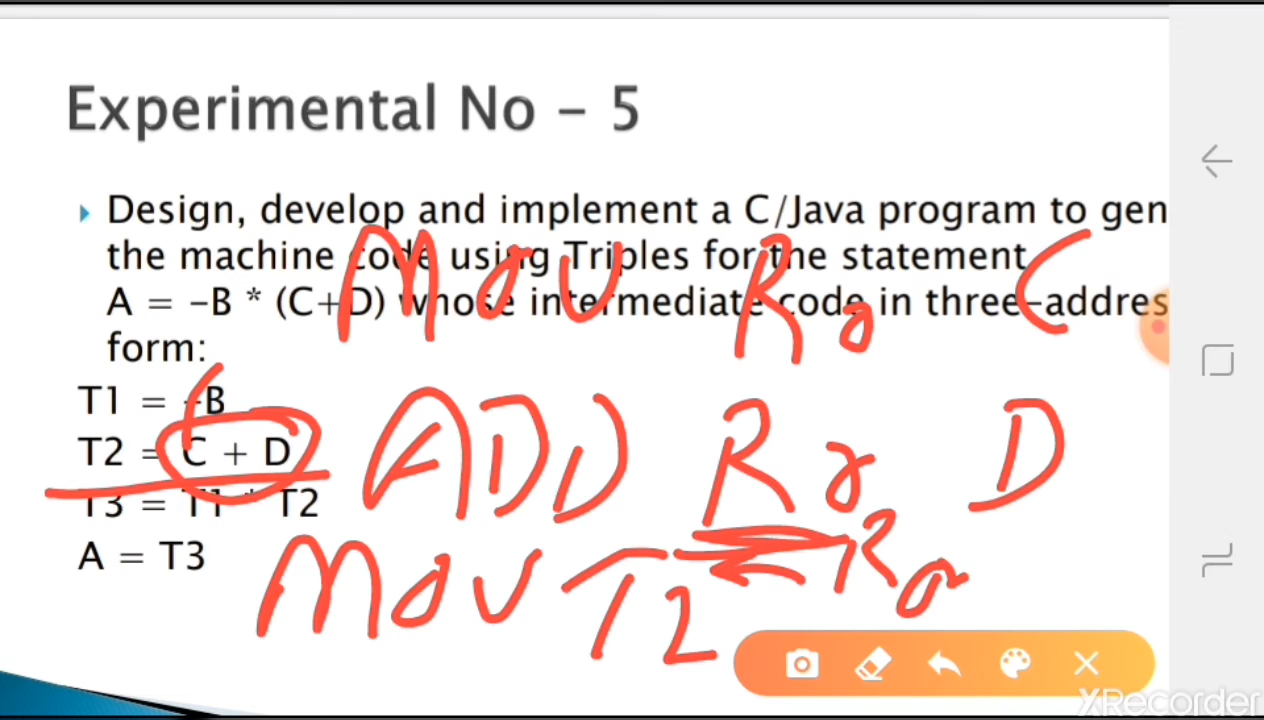 Experimental No – 5
Design, develop and implement a C/Java program to gen
the machine code using Triples for the statement
A = -B * (C+D) whose intermediate code in three-addres
form:
T1 = -B
T2 = C + D
T3 = T1 * T2
A = T3
MOV R0 C
ADD R0 D
MOV T2 R0
XRecorder